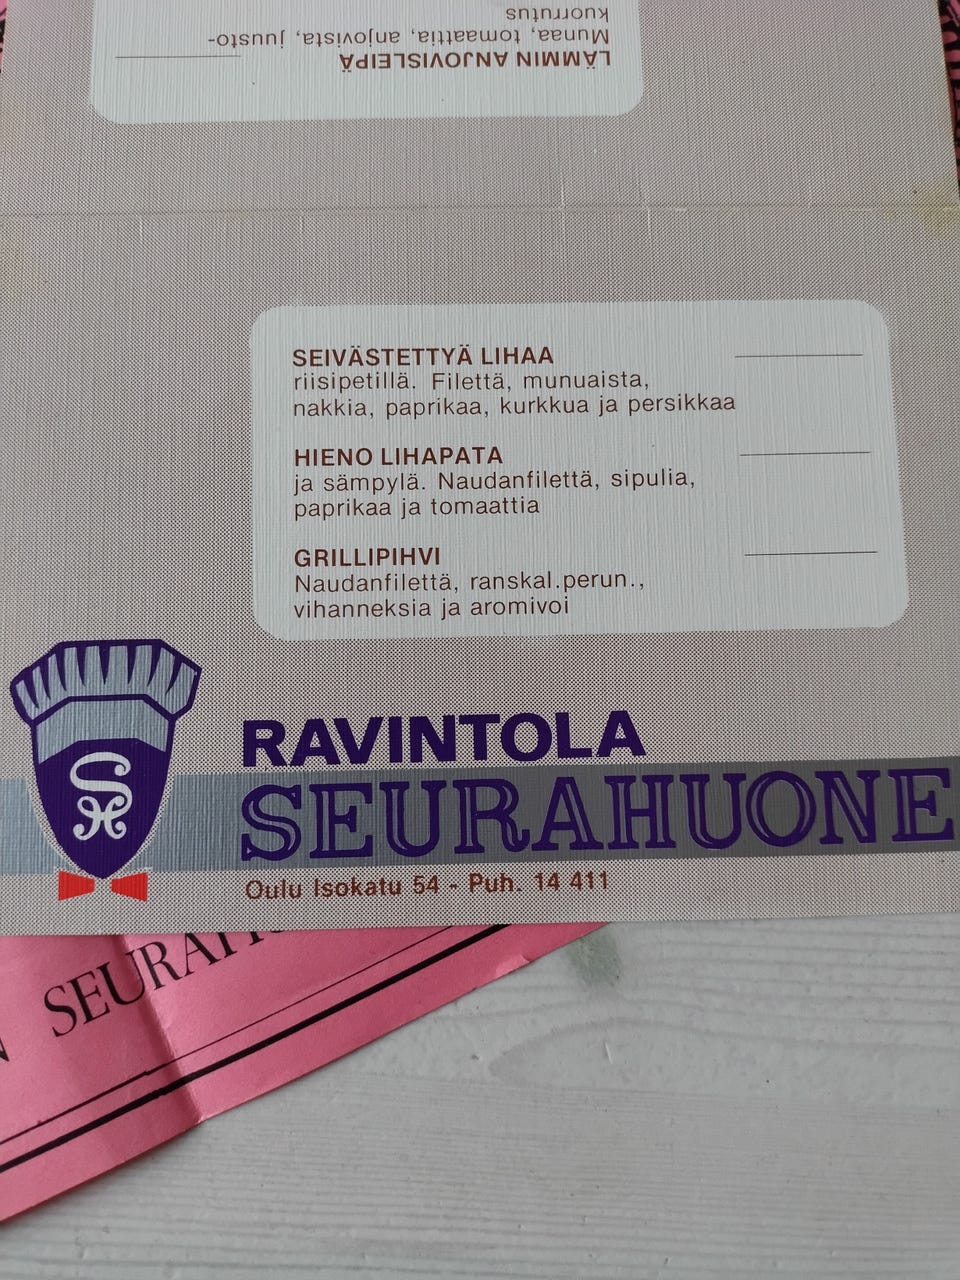 LÄMMIN ANJOVISLEIPÄ
Munaa, tomaattia, anjovista, juusto-
kuorrutus
SEIVÄSTETTYÄ LIHAA
riisipetillä. Filettä, munuaista,
nakkia, paprikaa, kurkkua ja persikkaa
HIENO LIHAPATA
ja sämpylä. Naudanfilettä, sipulia,
paprikaa ja tomaattia
GRILLIPIHVI
Naudanfilettä, ranskal.perun.,
vihanneksia ja aromivoi
RAVINTOLA
SEURAHUONE
Oulu Isokatu 54 - Puh. 14 411